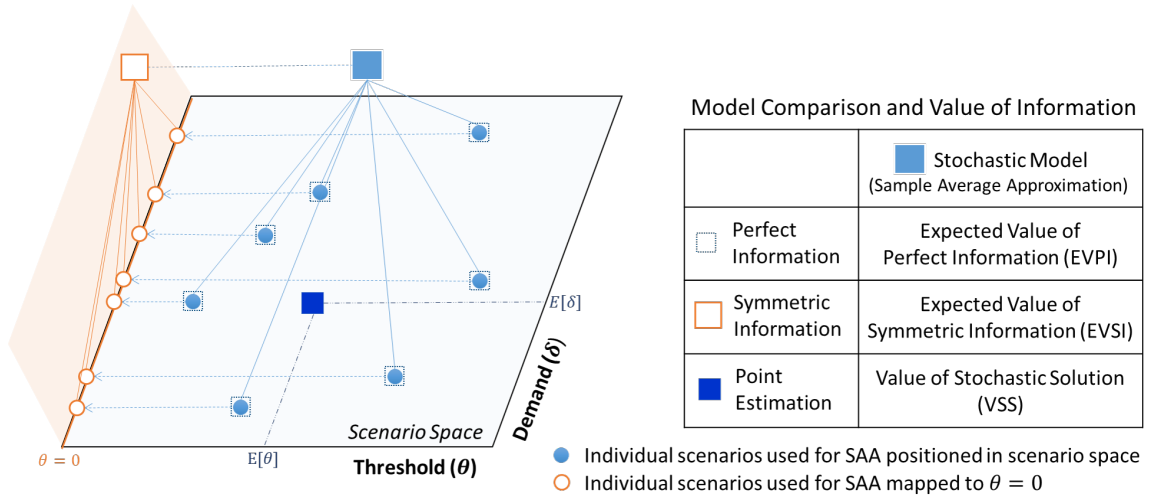 Model Comparison and Value of Information
Stochastic Model
(Sample Average Approximation)
Perfect
Information
Expected Value of
Perfect Information (EVPI)
Symmetric
Information
Expected Value of
Symmetric Information (EVSI)
Point
Estimation
Value of Stochastic Solution
(VSS)
E[δ]
Demand (δ)
Scenario Space
θ = 0
E[θ]
Threshold (θ)
Individual scenarios used for SAA positioned in scenario space
Individual scenarios used for SAA mapped to θ = 0